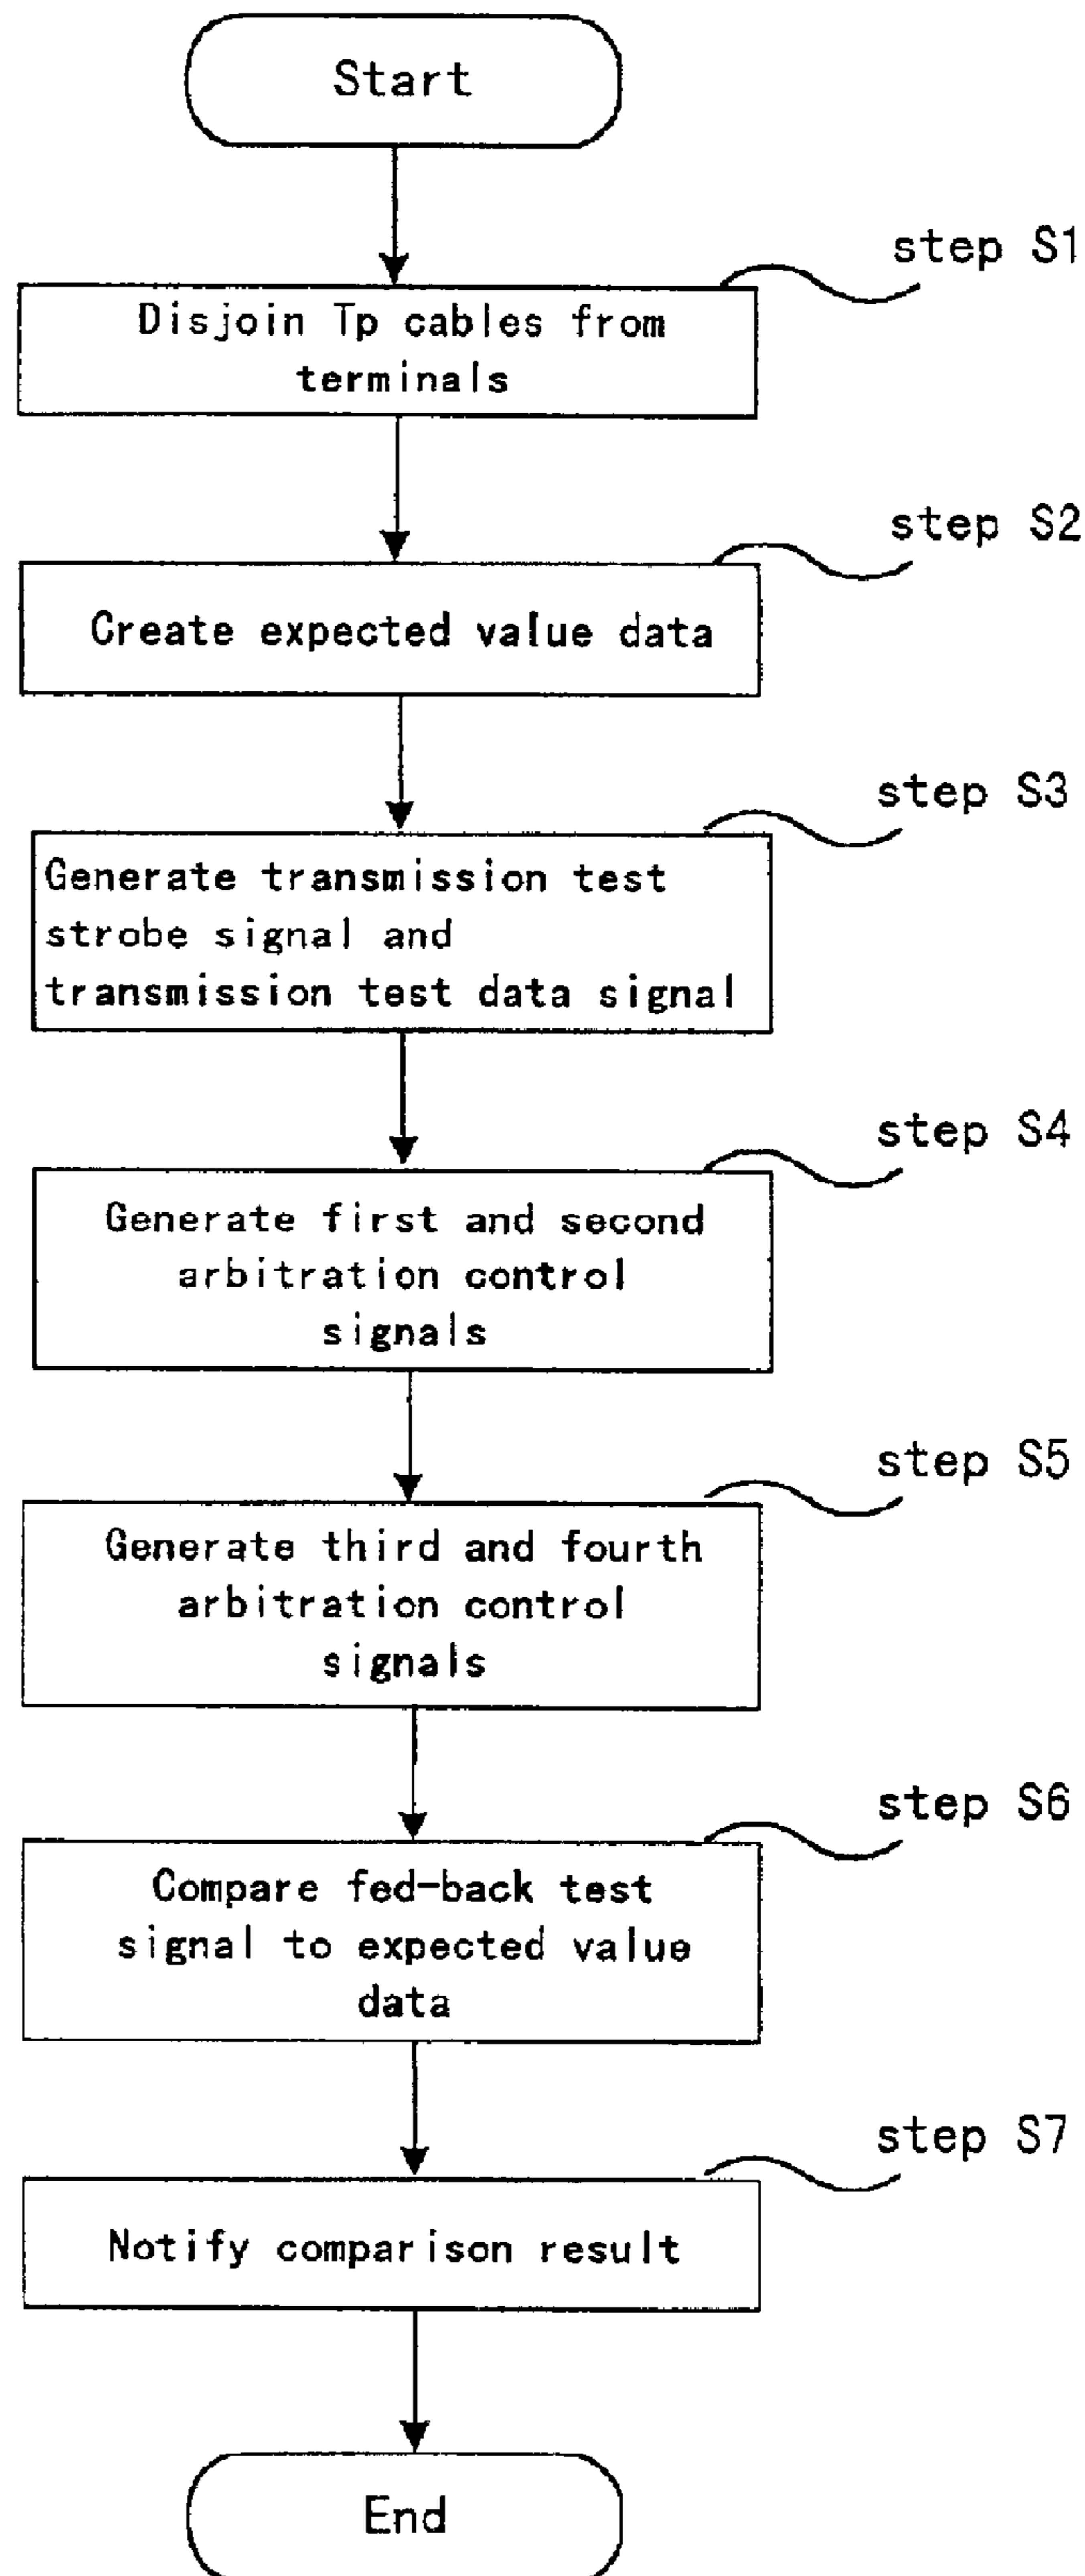 Start
step S1
Disjoin Tp cables from
terminals
step S2
Create expected value data
step S3
Generate transmission test
strobe signal and
transmission test data signal
step S4
Generate first and second
arbitration control
signals
step S5
Generate third and fourth
arbitration control
signals
step S6
Compare fed-back test
signal to expected value
data
step S7
Notify comparison result
End